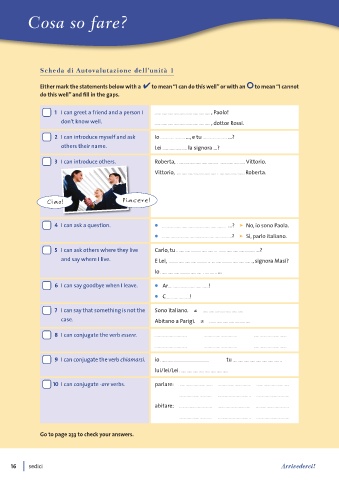 Cosa so fare?
Scheda di Autovalutazione dell'unità 1
Either mark the statements below with a ✔ to mean "I can do this well" or with an O to mean "I cannot
do this well" and fill in the gaps.
1 I can greet a friend and a person I ................................, Paolo!
don't know well. ................................, dottor Rossi.
2 I can introduce myself and ask Io ..............., e tu ...............?
others their name. Lei .............. la signora ...?
3 I can introduce others. Roberta, ........................................ Vittorio.
Vittorio, ........................................ Roberta.
Ciao!
Piacere!
4 I can ask a question. • ........................................? • No, io sono Paola.
• ........................................? • Sì, parlo italiano.
5 I can ask others where they live Carlo, tu ................................................?
and say where I live. E Lei, ................................................, signora Masi?
Io ................................
6 I can say goodbye when I leave. • Ar........................!
• C...............!
7 I can say that something is not the Sono italiano. ≠ ........................
case. Abitano a Parigi. ≠ ........................
8 I can conjugate the verb essere. .................... .................... ....................
.................... .................... ....................
9 I can conjugate the verb chiamarsi. Io .............................. tu ..............................
lui/lei/Lei ..............................
10 I can conjugate -are verbs. parlare: .................... .................... ....................
.................... .................... ....................
abitare: .................... .................... ....................
.................... .................... ....................
Go to page 233 to check your answers.
16 sedici Arrivederci!